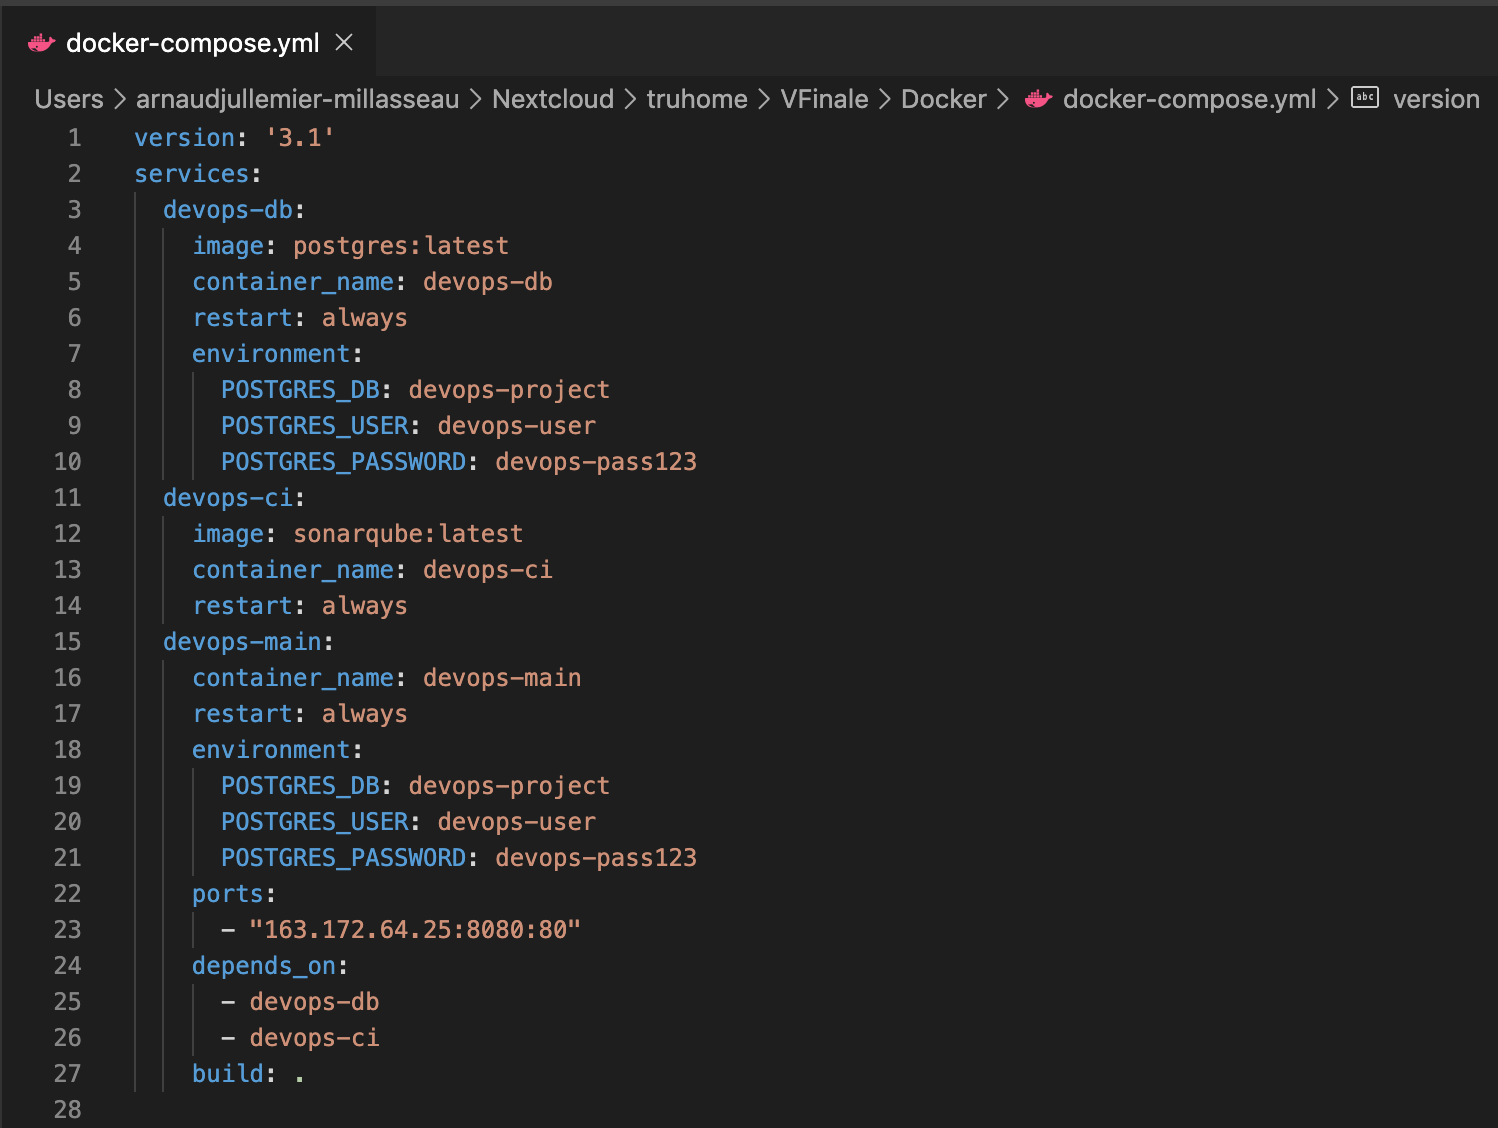 docker-compose.yml
Users > arnaudjullemier-millasseau > Nextcloud > truhome > VFinale > Docker > docker-compose.yml > abc version
1 version: '3.1'
2 services:
3   devops-db:
4     image: postgres:latest
5     container_name: devops-db
6     restart: always
7     environment:
8       POSTGRES_DB: devops-project
9       POSTGRES_USER: devops-user
10       POSTGRES_PASSWORD: devops-pass123
11   devops-ci:
12     image: sonarqube:latest
13     container_name: devops-ci
14     restart: always
15   devops-main:
16     container_name: devops-main
17     restart: always
18     environment:
19       POSTGRES_DB: devops-project
20       POSTGRES_USER: devops-user
21       POSTGRES_PASSWORD: devops-pass123
22     ports:
23       - "163.172.64.25:8080:80"
24     depends_on:
25       - devops-db
26       - devops-ci
27     build: .
28